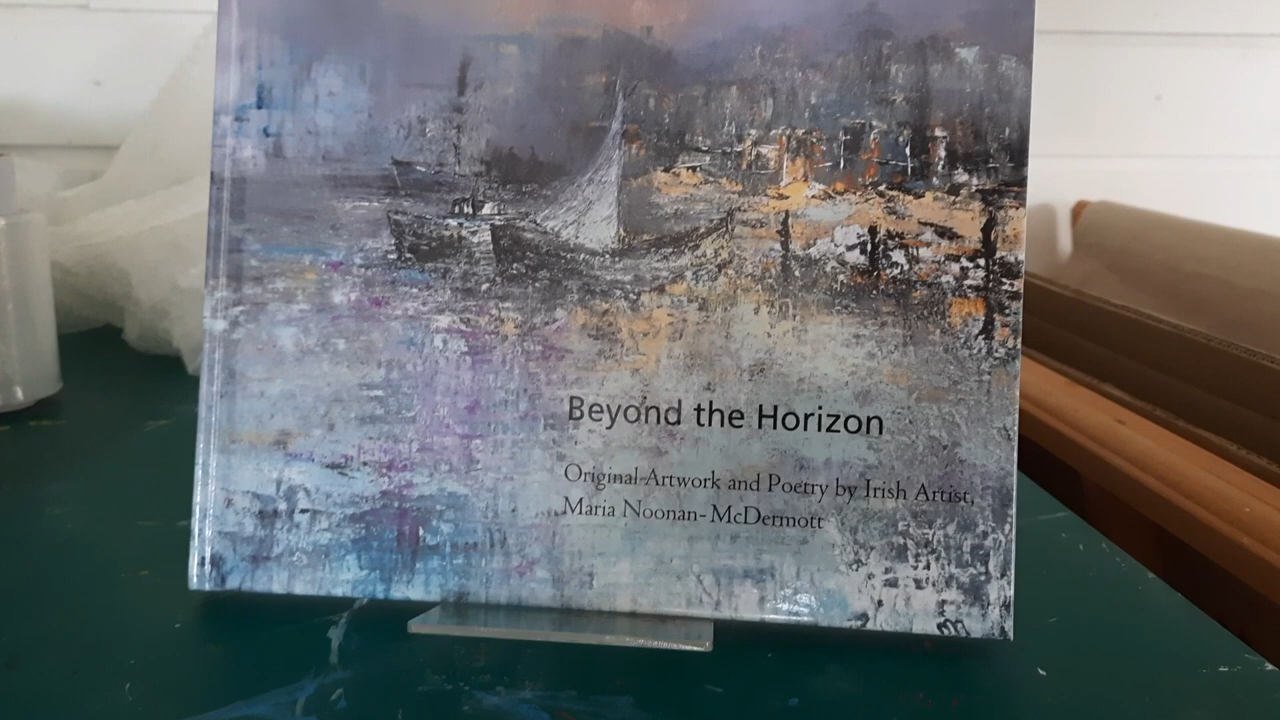 Beyond the Horizon
Original Artwork and Poetry by Irish Artist,
Maria Noonan-McDermott